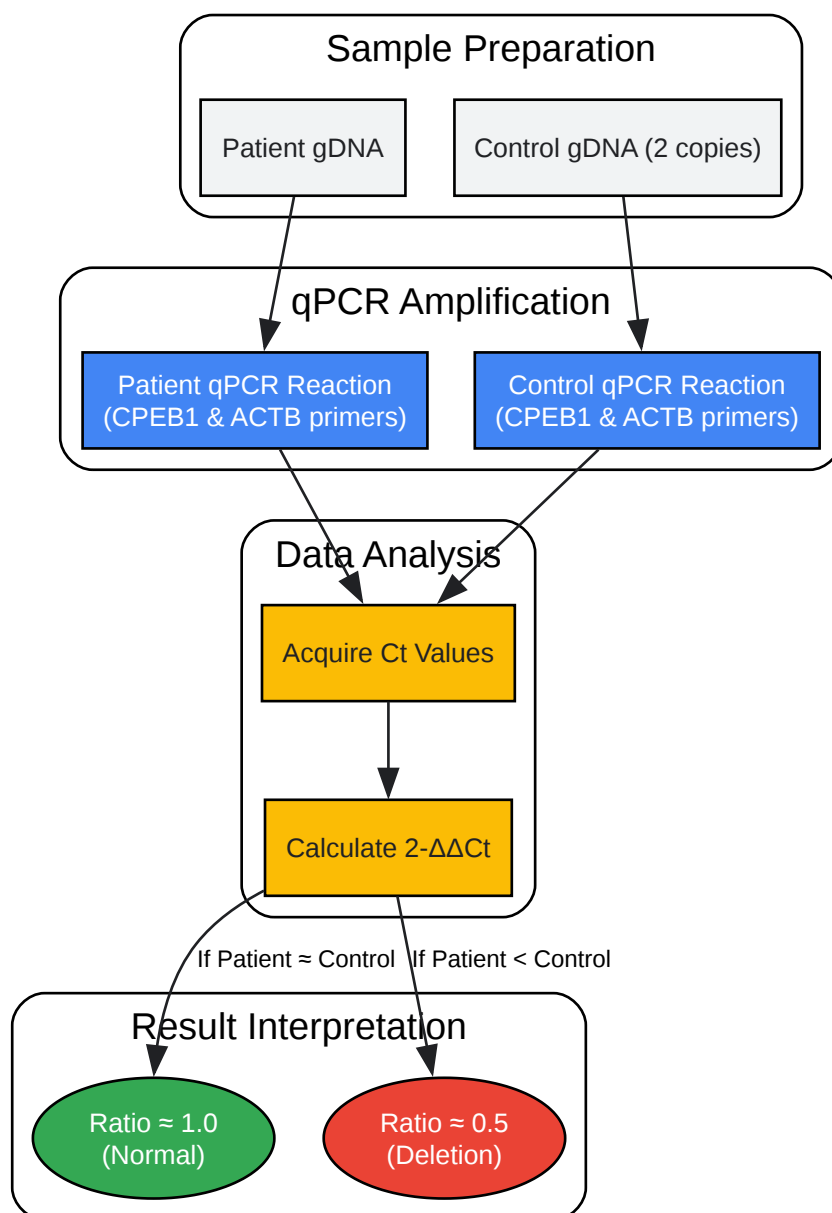 Sample Preparation
Patient gDNA
Control gDNA (2 copies)
qPCR Amplification
Patient qPCR Reaction
(CPEB1 & ACTB primers)
Control qPCR Reaction
(CPEB1 & ACTB primers)
Data Analysis
Acquire Ct Values
Calculate 2-ΔΔCt
If Patient ≈ Control
If Patient < Control
Result Interpretation
Ratio ≈ 1.0
(Normal)
Ratio ≈ 0.5
(Deletion)